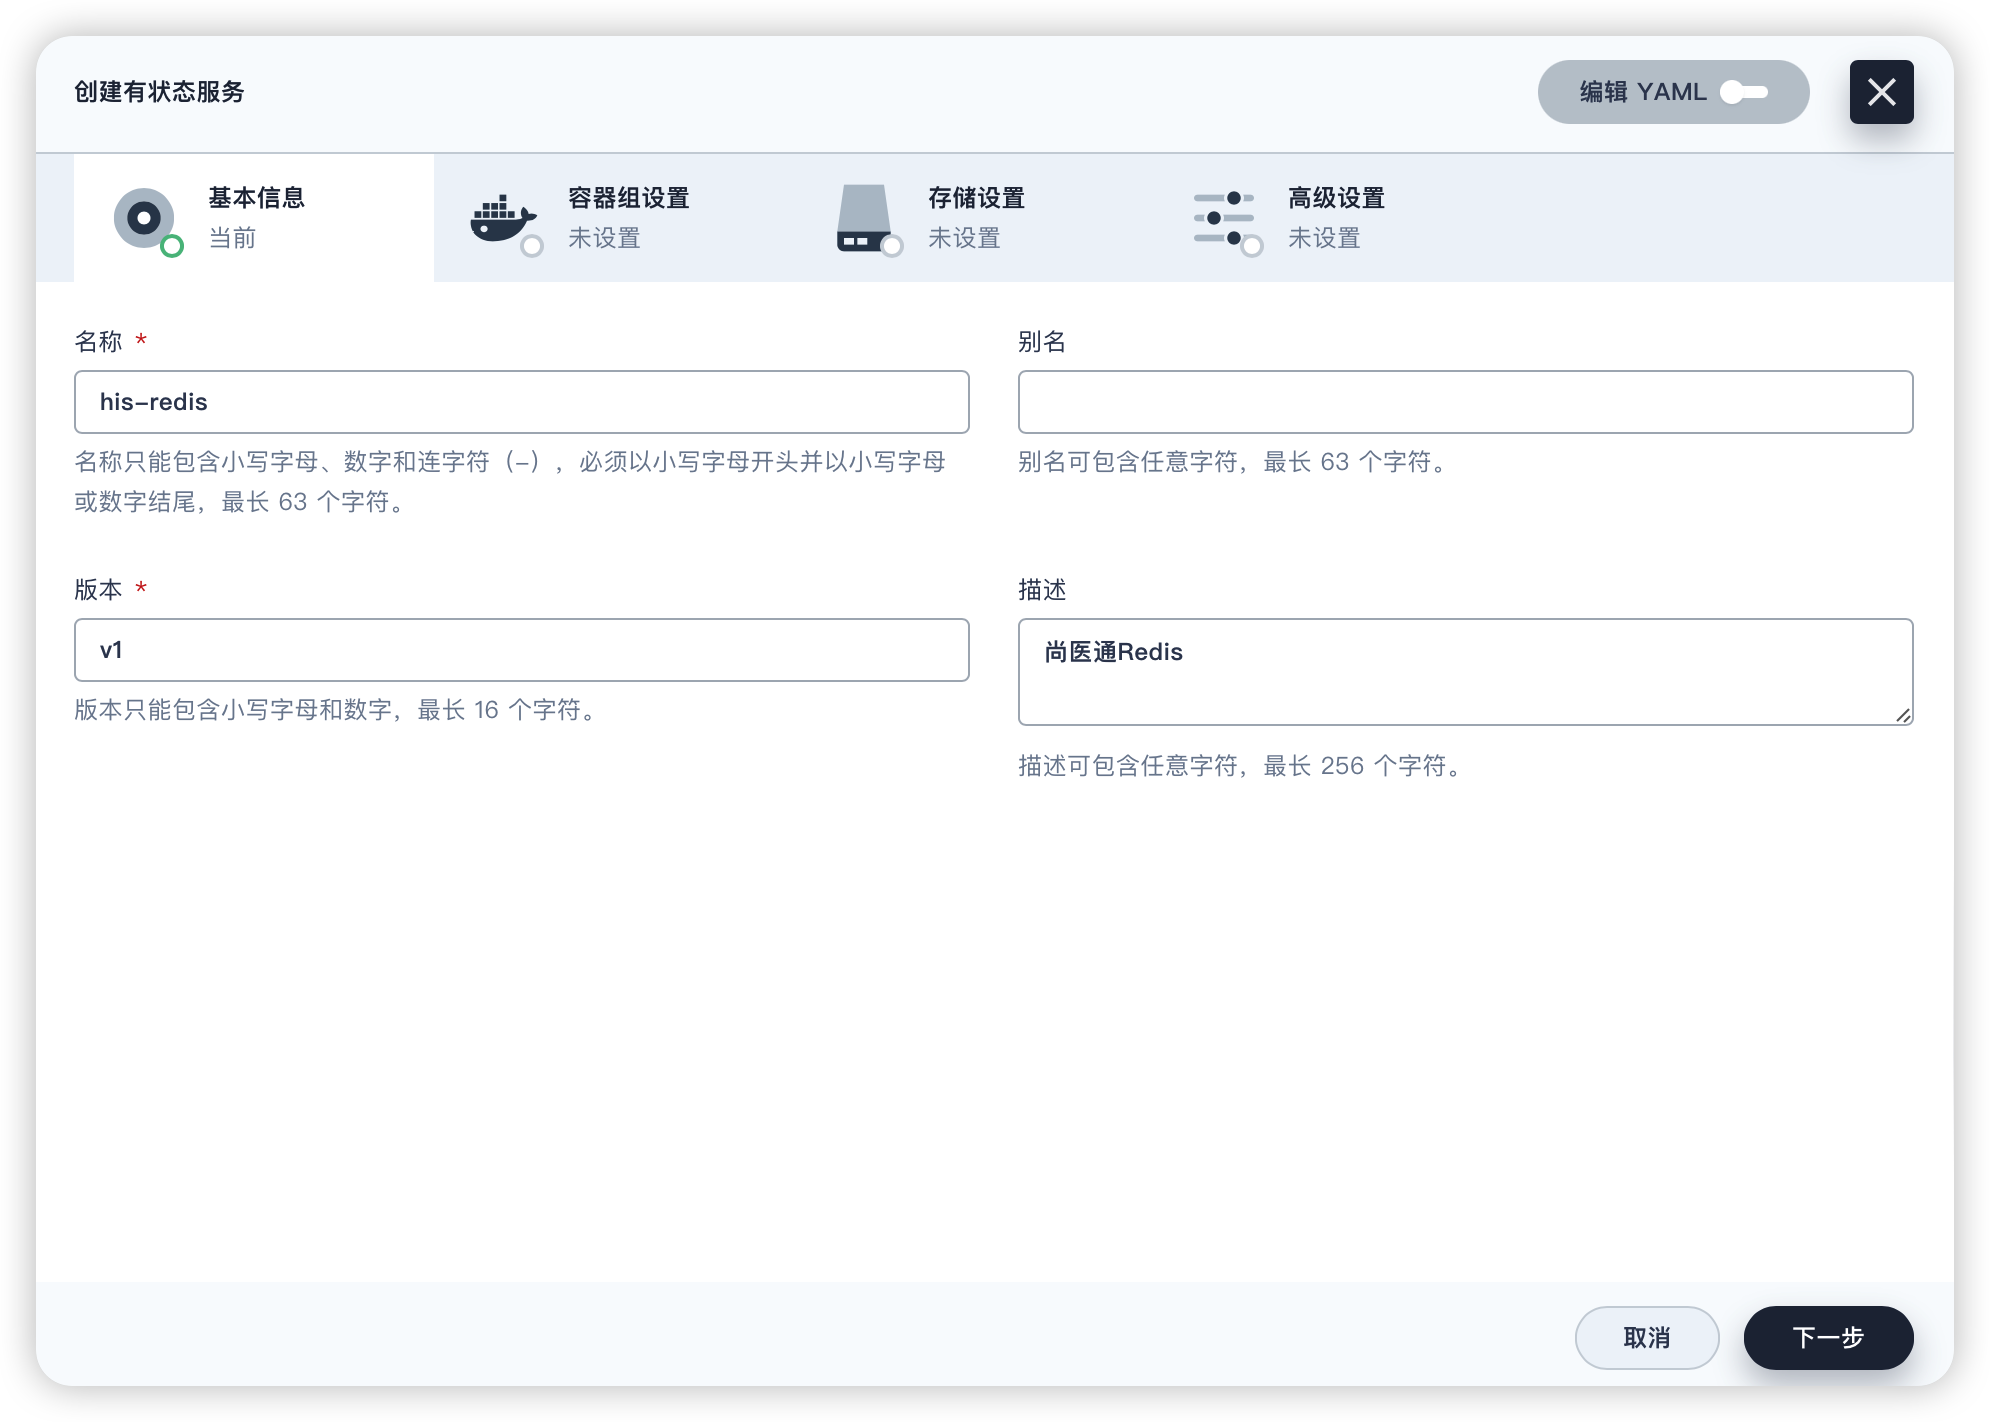 创建有状态服务
编辑 YAML
基本信息
当前
容器组设置
未设置
存储设置
未设置
高级设置
未设置
名称 *
his-redis
名称只能包含小写字母、数字和连字符（-），必须以小写字母开头并以小写字母
或数字结尾，最长 63 个字符。
别名
别名可包含任意字符，最长 63 个字符。
版本 *
v1
版本只能包含小写字母和数字，最长 16 个字符。
描述
尚医通Redis
描述可包含任意字符，最长 256 个字符。
取消
下一步